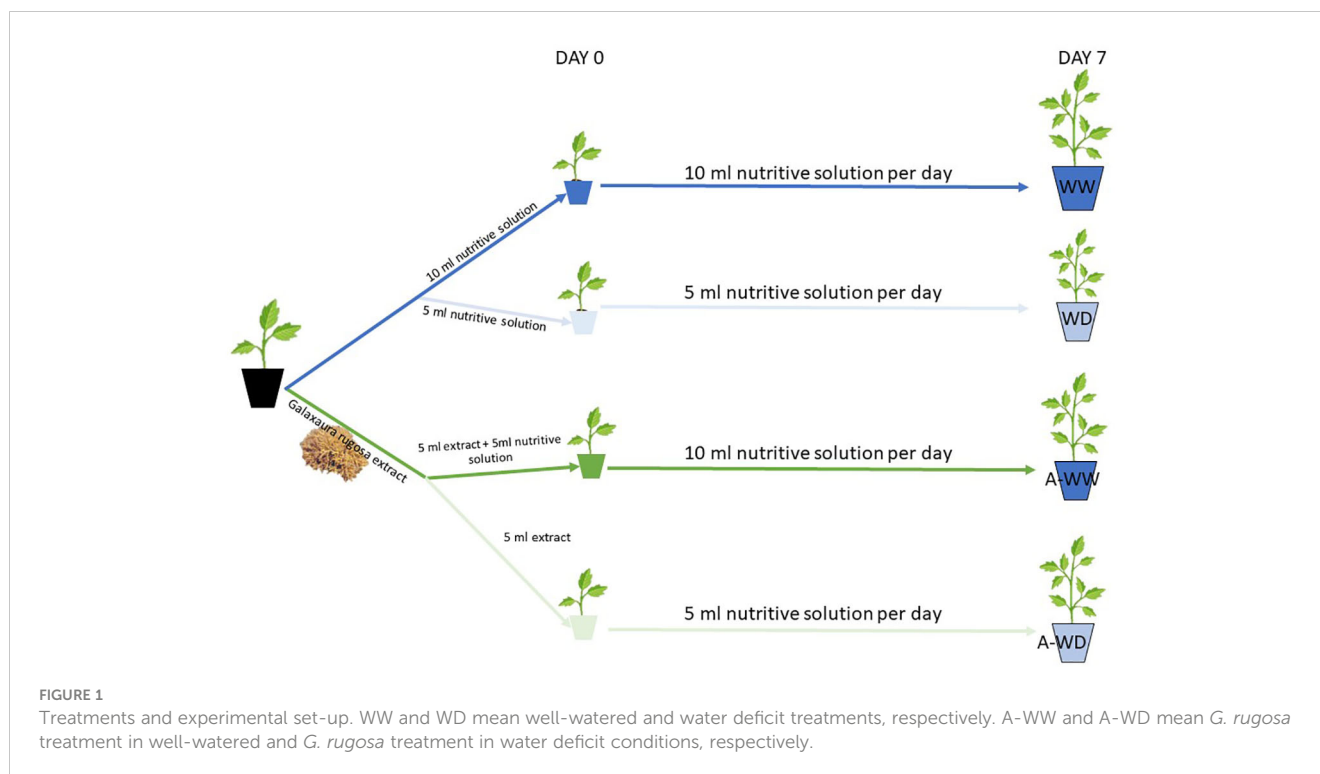 DAY 0
DAY 7
10 ml nutritive solution
10 ml nutritive solution per day
WW
5 ml nutritive solution
5 ml nutritive solution per day
WD
Galaxaura rugosa extract
5 ml extract + 5ml nutritive
solution
10 ml nutritive solution per day
A-WW
5 ml extract
5 ml nutritive solution per day
A-WD
FIGURE 1
Treatments and experimental set-up. WW and WD mean well-watered and water deficit treatments, respectively. A-WW and A-WD mean G. rugosa
treatment in well-watered and G. rugosa treatment in water deficit conditions, respectively.